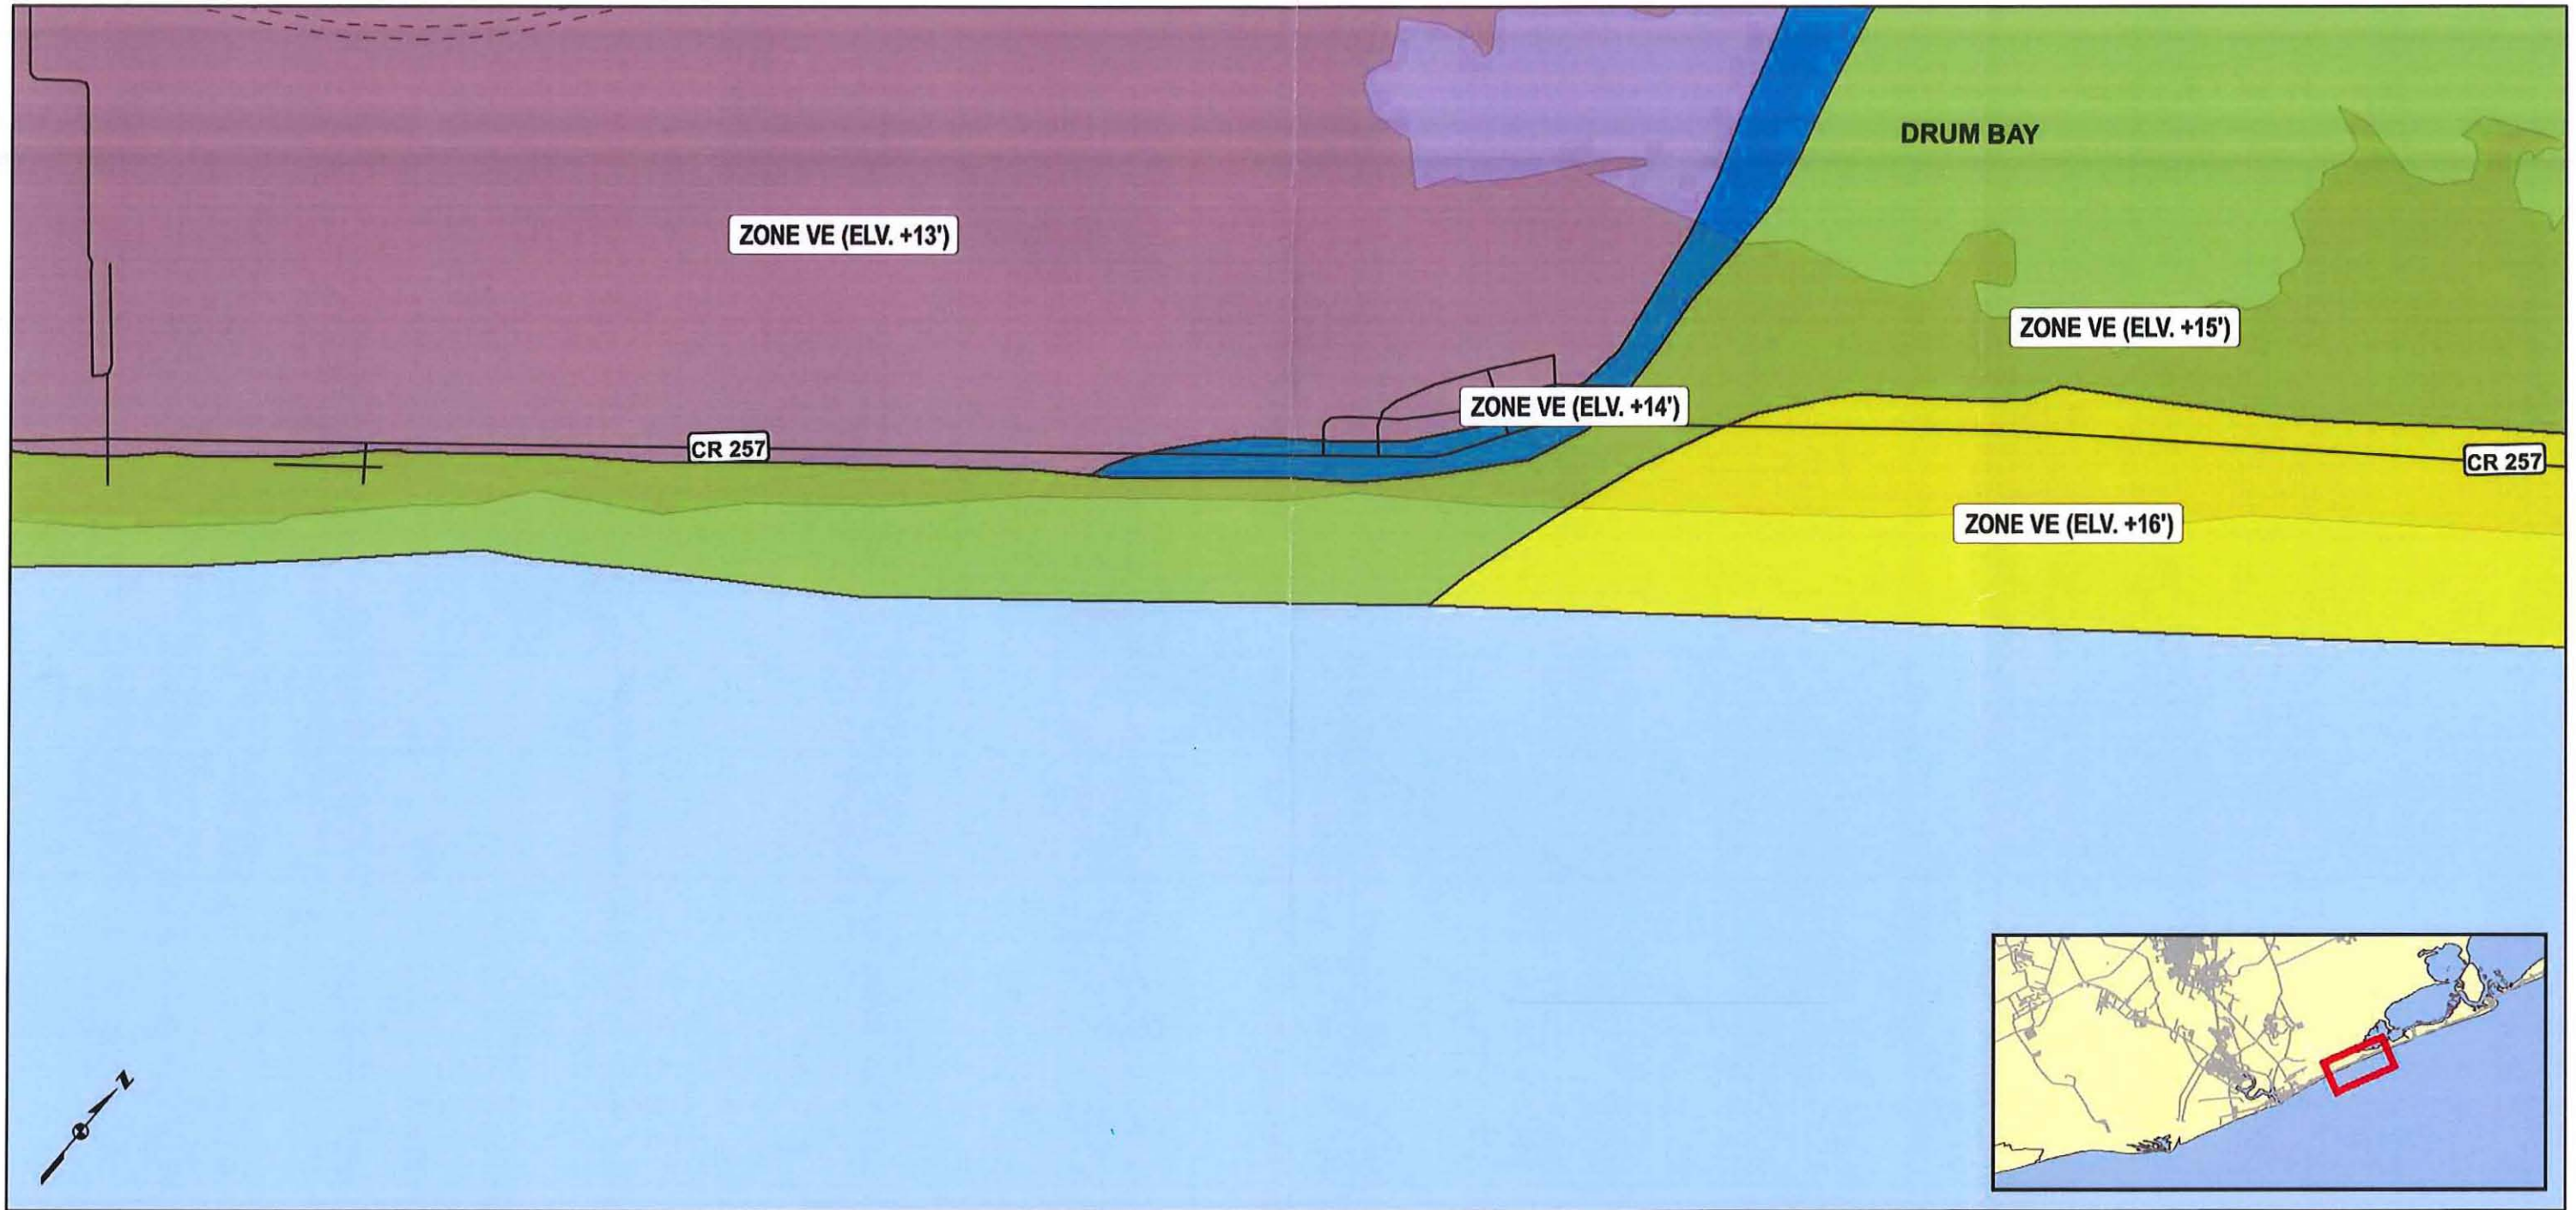 DRUM BAY
ZONE VE (ELV. +13')
ZONE VE (ELV. +15')
ZONE VE (ELV. +14')
CR 257
CR 257
ZONE VE (ELV. +16')
N